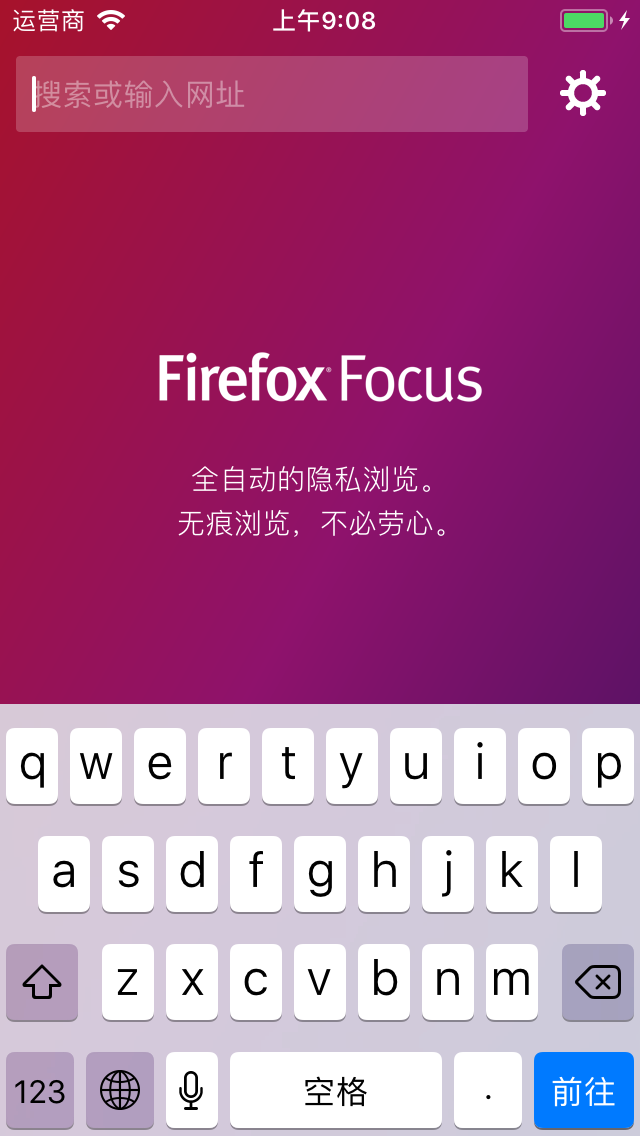 运营商 上午9:08
搜索或输入网址
Firefox® Focus
全自动的隐私浏览。
无痕浏览，不必劳心。
q w e r t y u i o p
a s d f g h j k l
z x c v b n m
123 空格 . 前往